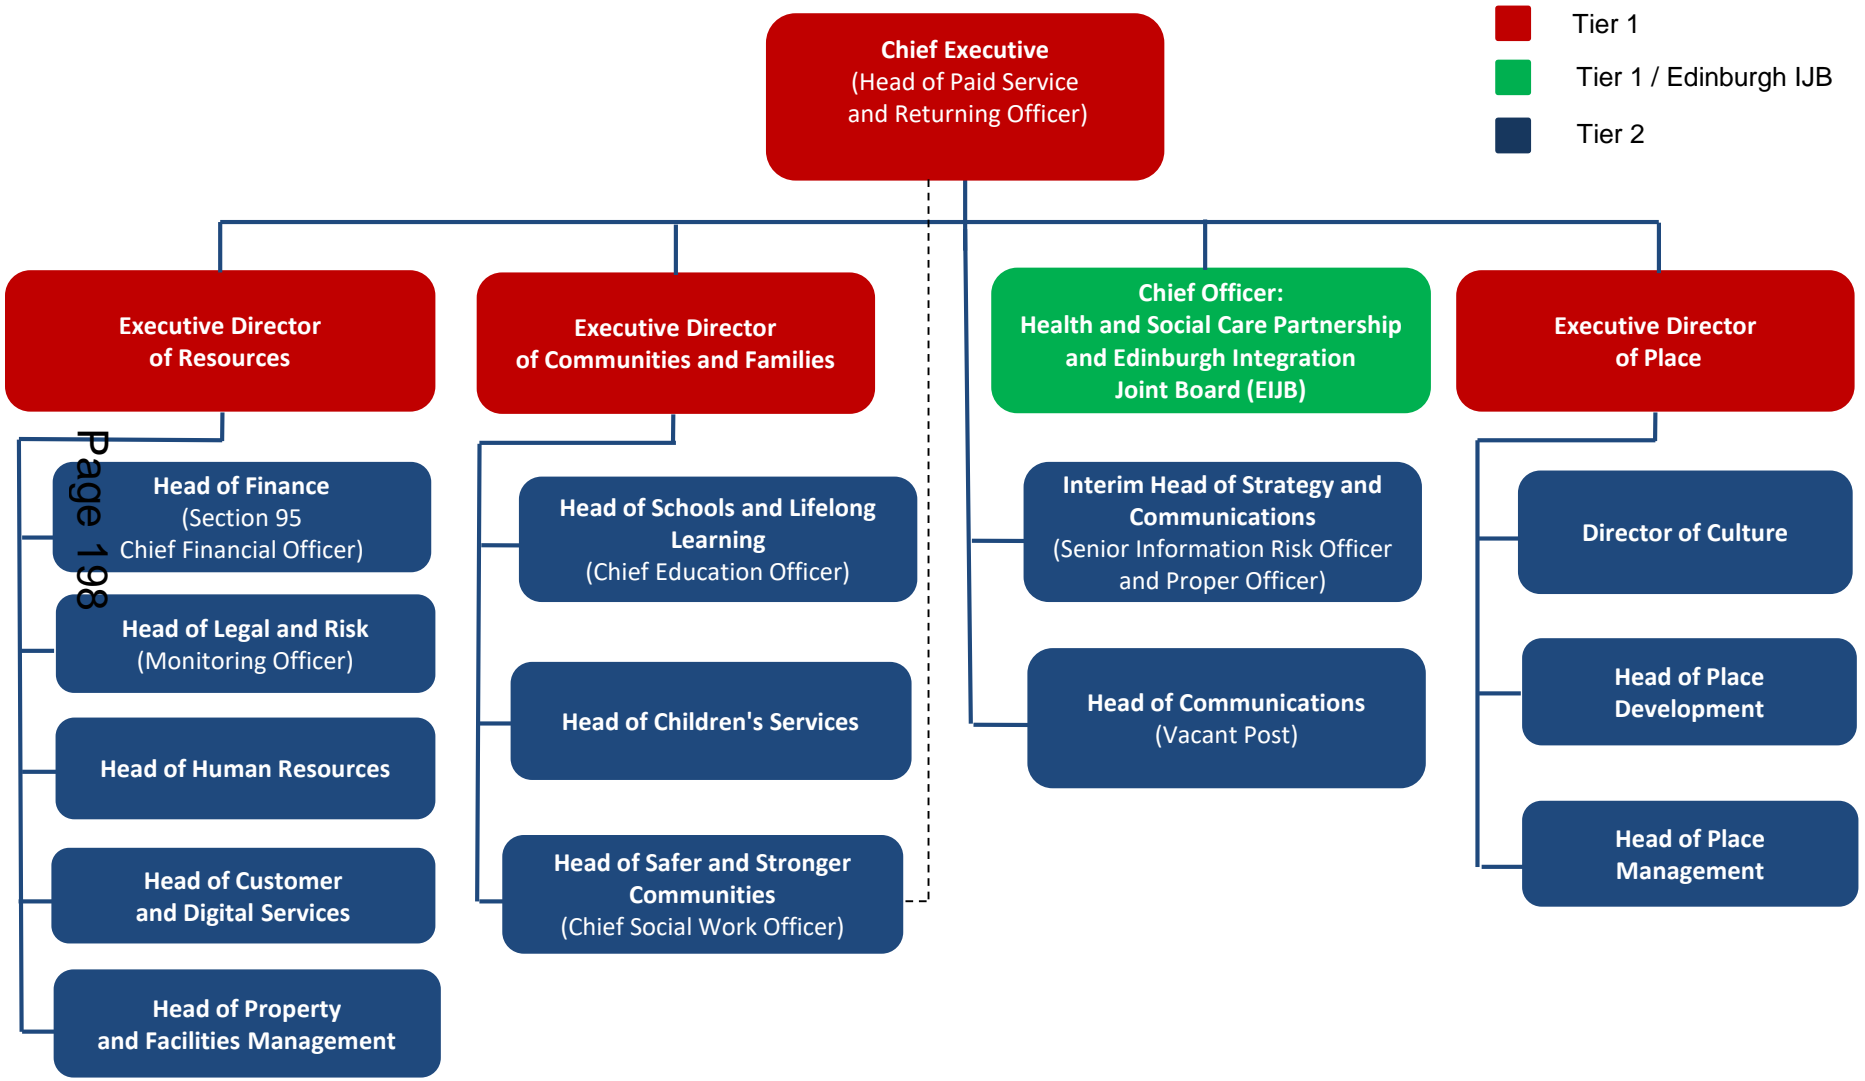 Chief Executive
(Head of Paid Service
and Returning Officer)
Tier 1
Tier 1 / Edinburgh IJB
Tier 2
Executive Director
of Resources
Executive Director
of Communities and Families
Chief Officer:
Health and Social Care Partnership
and Edinburgh Integration
Joint Board (EIJB)
Executive Director
of Place
Page 198
Head of Finance
(Section 95
Chief Financial Officer)
Head of Legal and Risk
(Monitoring Officer)
Head of Human Resources
Head of Customer
and Digital Services
Head of Property
and Facilities Management
Head of Schools and Lifelong
Learning
(Chief Education Officer)
Head of Children's Services
Head of Safer and Stronger
Communities
(Chief Social Work Officer)
Interim Head of Strategy and
Communications
(Senior Information Risk Officer
and Proper Officer)
Head of Communications
(Vacant Post)
Director of Culture
Head of Place
Development
Head of Place
Management